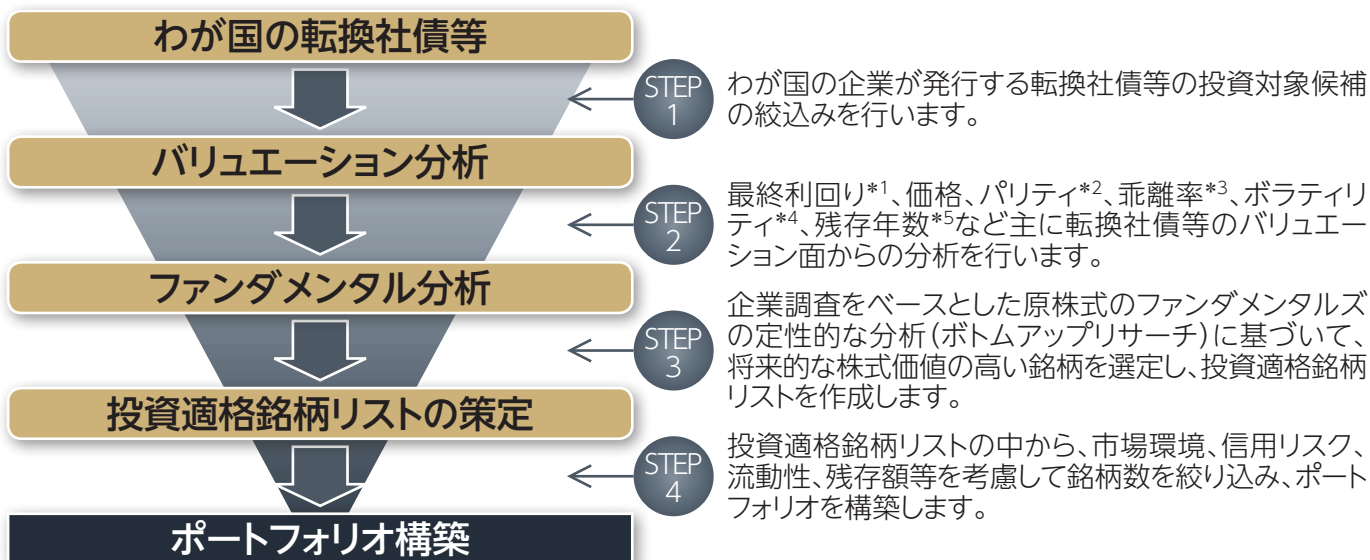 わが国の転換社債等
STEP
1
わが国の企業が発行する転換社債等の投資対象候補
の絞込みを行います。
バリュエーション分析
STEP
2
最終利回り*1、価格、パリティ*2、乖離率*3、ボラティリ
ティ*4、残存年数*5など主に転換社債等のバリュエー
ション面からの分析を行います。
ファンダメンタル分析
STEP
3
企業調査をベースとした原株式のファンダメンタルズ
の定性的な分析(ボトムアップリサーチ)に基づいて、
将来的な株式価値の高い銘柄を選定し、投資適格銘柄
リストを作成します。
投資適格銘柄リストの策定
STEP
4
投資適格銘柄リストの中から、市場環境、信用リスク、
流動性、残存額等を考慮して銘柄数を絞り込み、ポート
フォリオを構築します。
ポートフォリオ構築